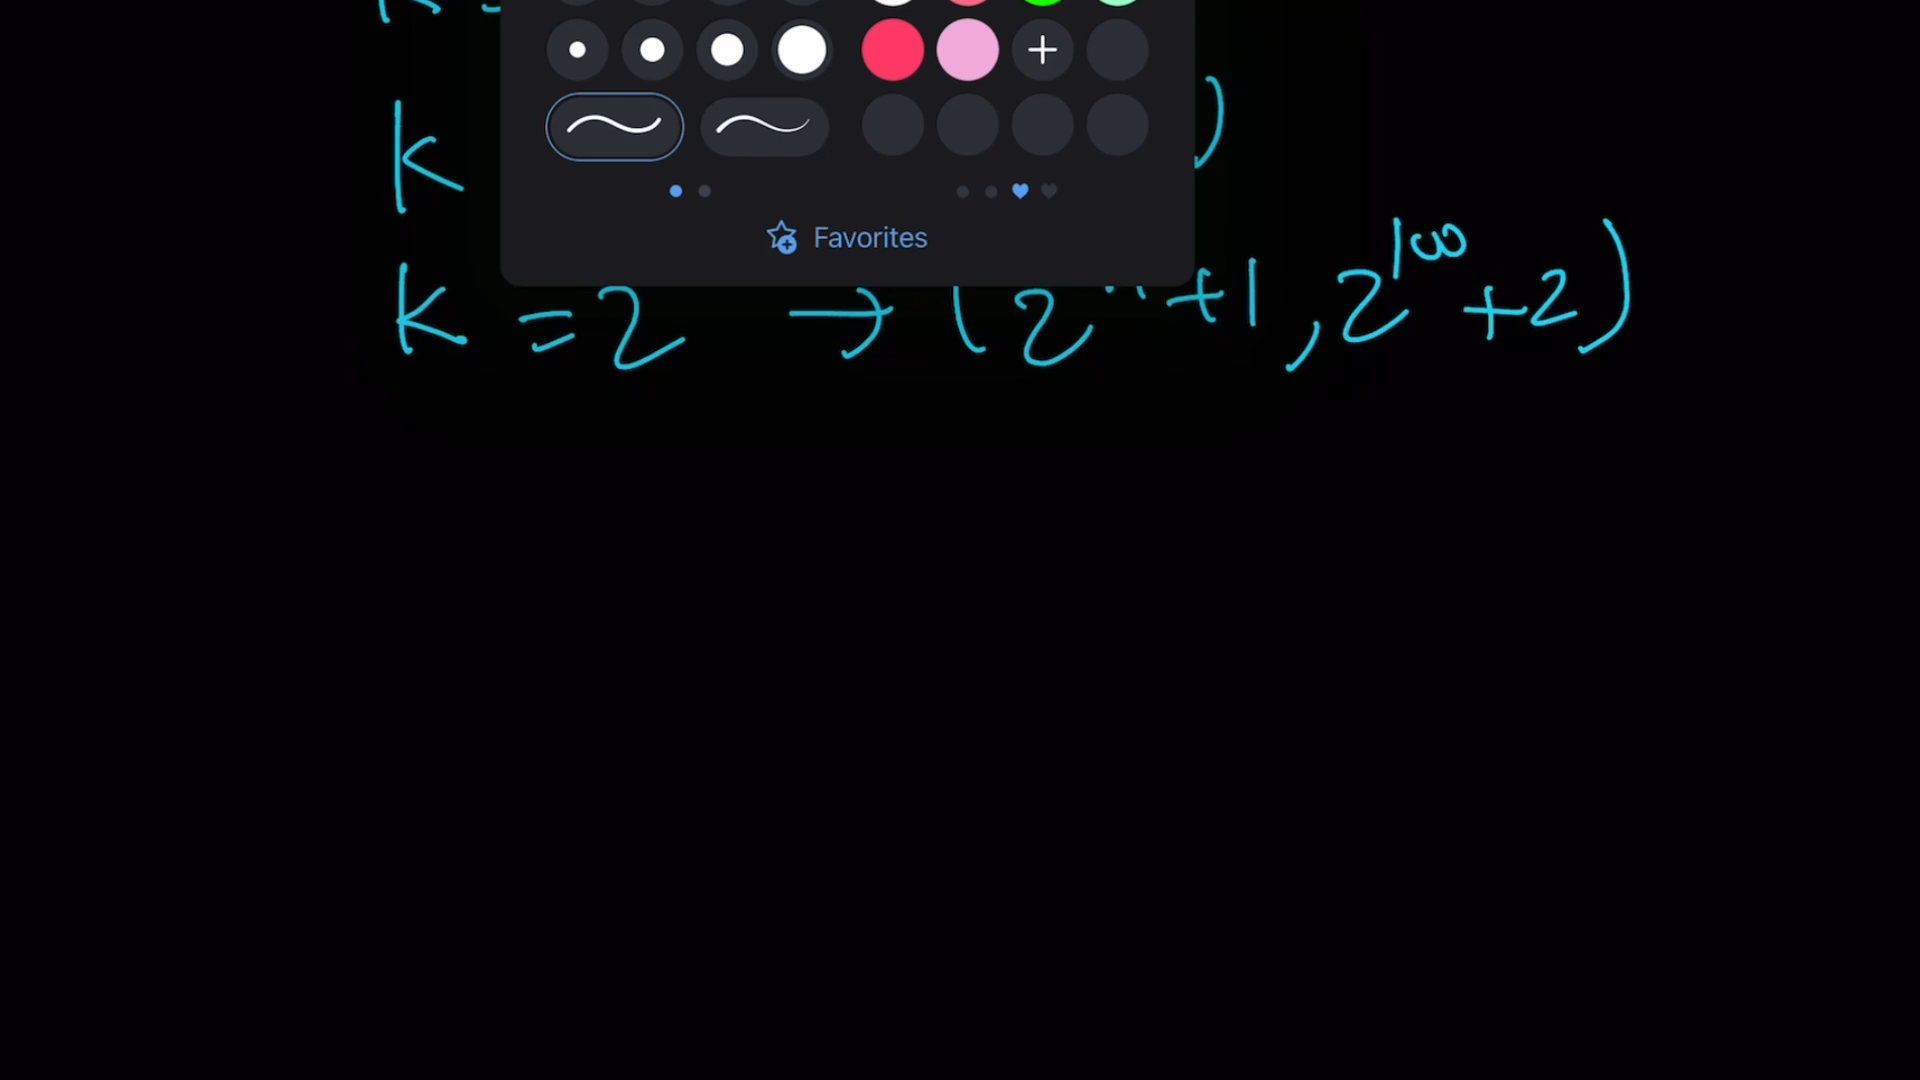 K
K )
Favorites
K = 2 → ( 2 +1 , 2^100 + 2 )